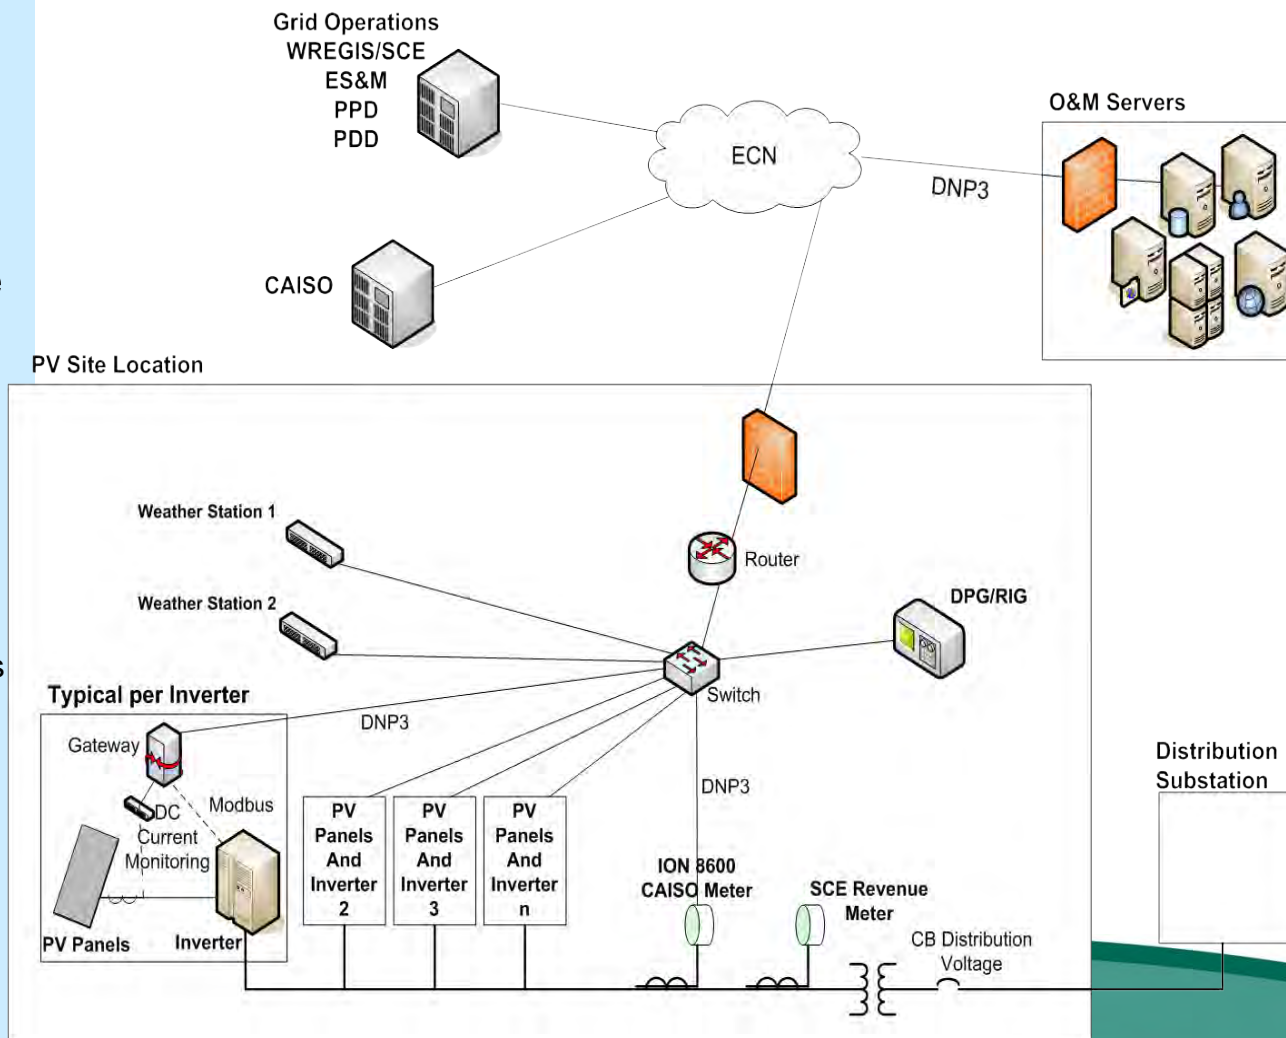 Grid Operations
WREGIS/SCE
ES&M
PPD
PDD
ECN
O&M Servers
DNP3
CAISO
e
PV Site Location
Weather Station 1
Router
Weather Station 2
DPG/RIG
s
Switch
Typical per Inverter
DNP3
Gateway
Modbus
DC
Current
Monitoring
PV Panels
Inverter
PV
Panels
And
Inverter
2
PV
Panels
And
Inverter
3
PV
Panels
And
Inverter
n
DNP3
ION 8600
CAISO Meter
SCE Revenue
Meter
CB Distribution
Voltage
Distribution
Substation